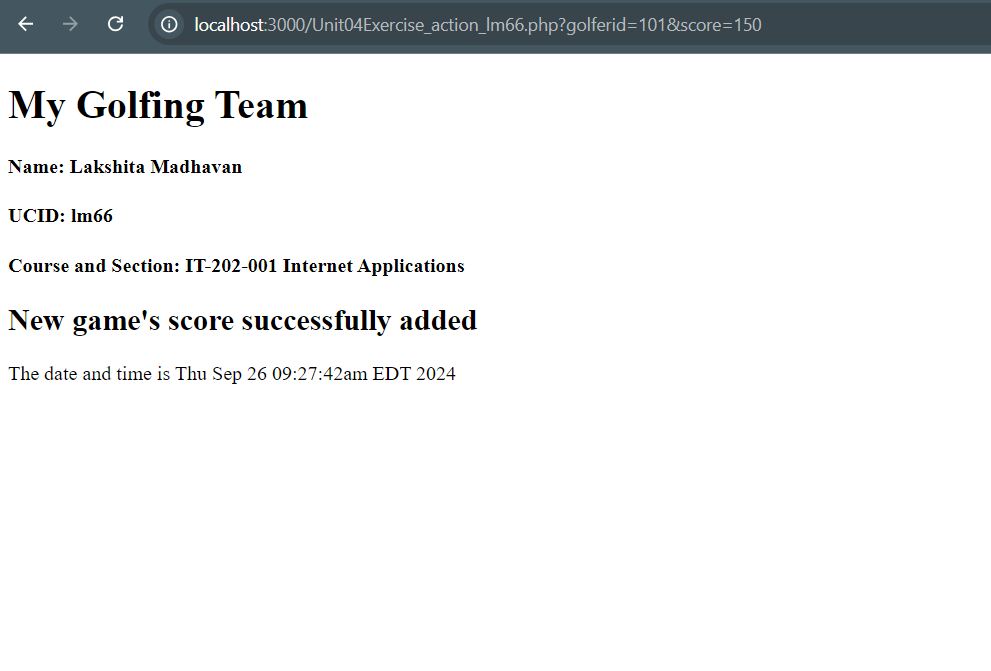 localhost:3000/Unit04Exercise_action_lm66.php?golferid=101&score=150
My Golfing Team
Name: Lakshita Madhavan
UCID: lm66
Course and Section: IT-202-001 Internet Applications
New game's score successfully added
The date and time is Thu Sep 26 09:27:42am EDT 2024